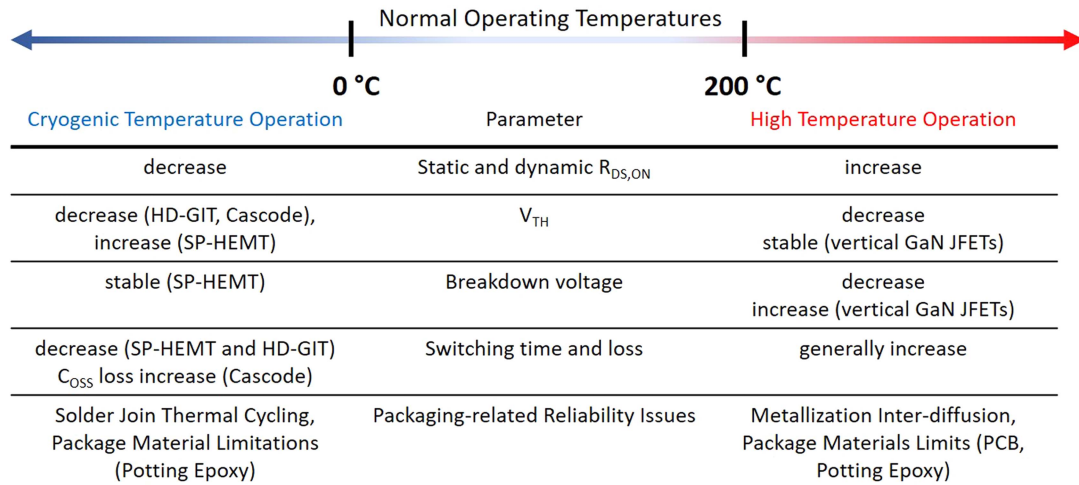 Normal Operating Temperatures
0 °C
200 °C
Cryogenic Temperature Operation
Parameter
High Temperature Operation
decrease
Static and dynamic R_DS,ON
increase
decrease (HD-GIT, Cascode),
increase (SP-HEMT)
V_TH
decrease
stable (vertical GaN JFETs)
stable (SP-HEMT)
Breakdown voltage
decrease
increase (vertical GaN JFETs)
decrease (SP-HEMT and HD-GIT)
C_OSS loss increase (Cascode)
Switching time and loss
generally increase
Solder Join Thermal Cycling,
Package Material Limitations
(Potting Epoxy)
Packaging-related Reliability Issues
Metallization Inter-diffusion,
Package Materials Limits (PCB,
Potting Epoxy)